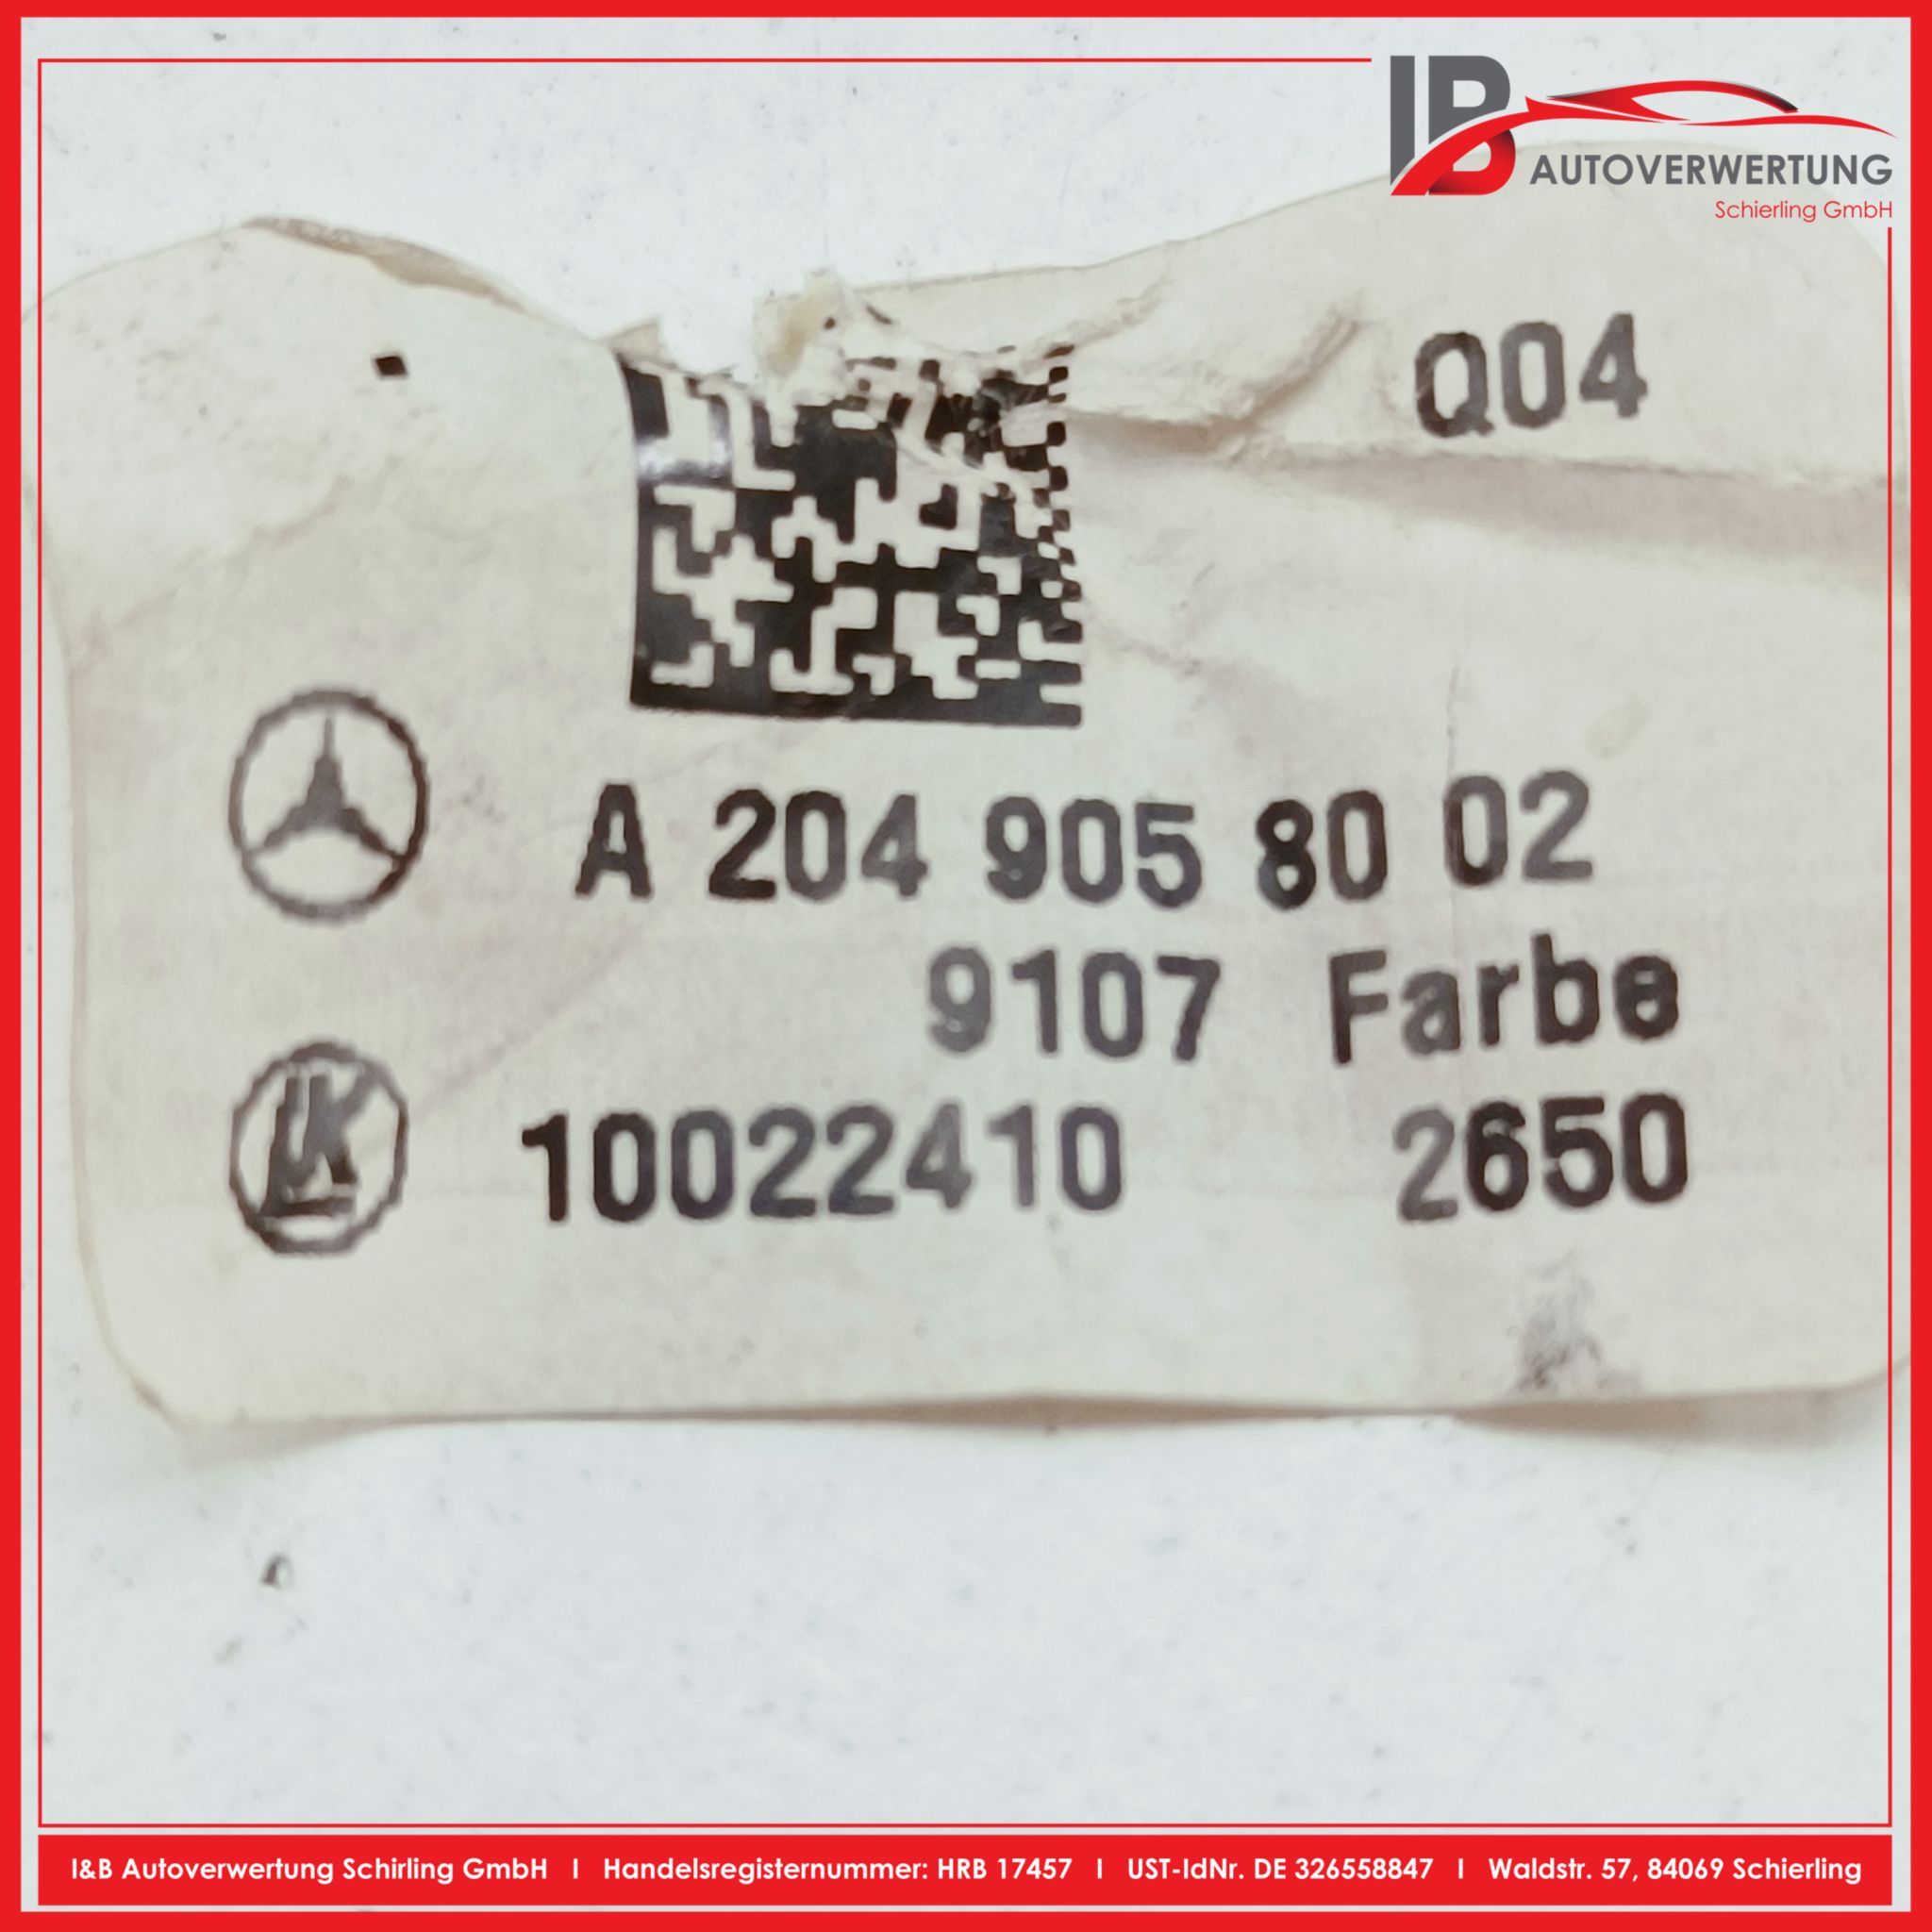 IB
AUTOVERWERTUNG
Schierling GmbH
Q04
A 204 905 80 02
9107 Farbe
LK
10022410 2650
I&B Autoverwertung Schirling GmbH I Handelsregisternummer: HRB 17457 I UST-IdNr. DE 326558847 I Waldstr. 57, 84069 Schierling